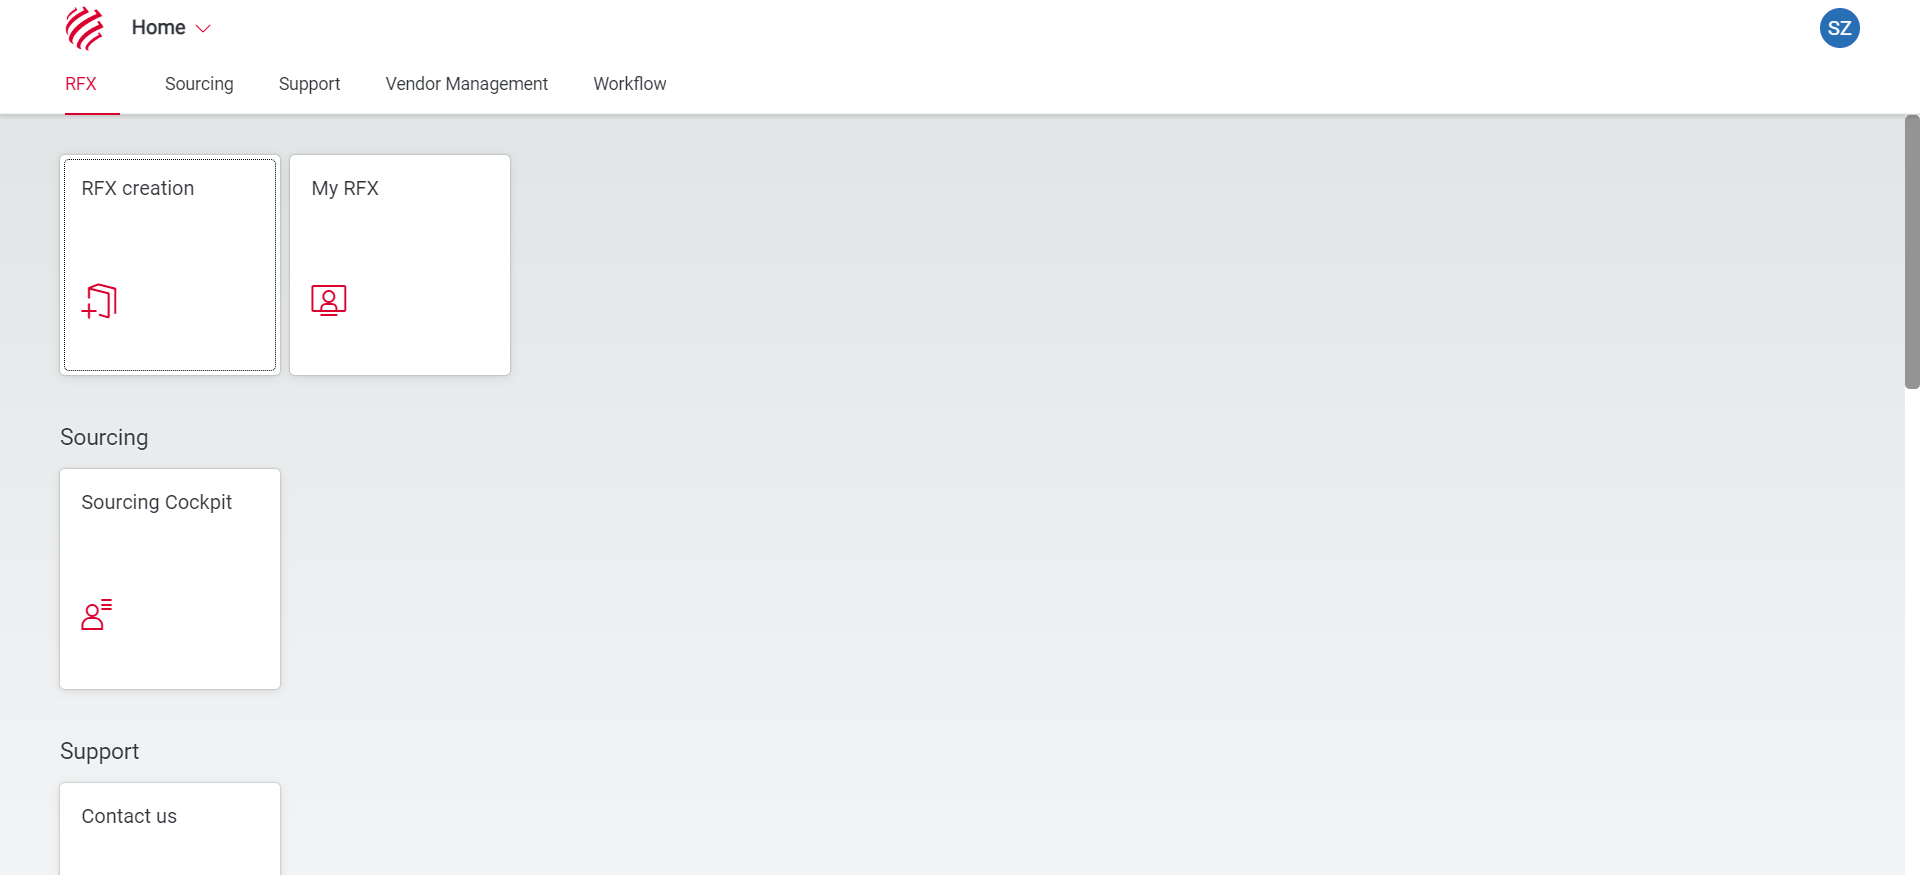 Home
SZ
RFX
Sourcing
Support
Vendor Management
Workflow
RFX creation
My RFX
Sourcing
Sourcing Cockpit
Support
Contact us